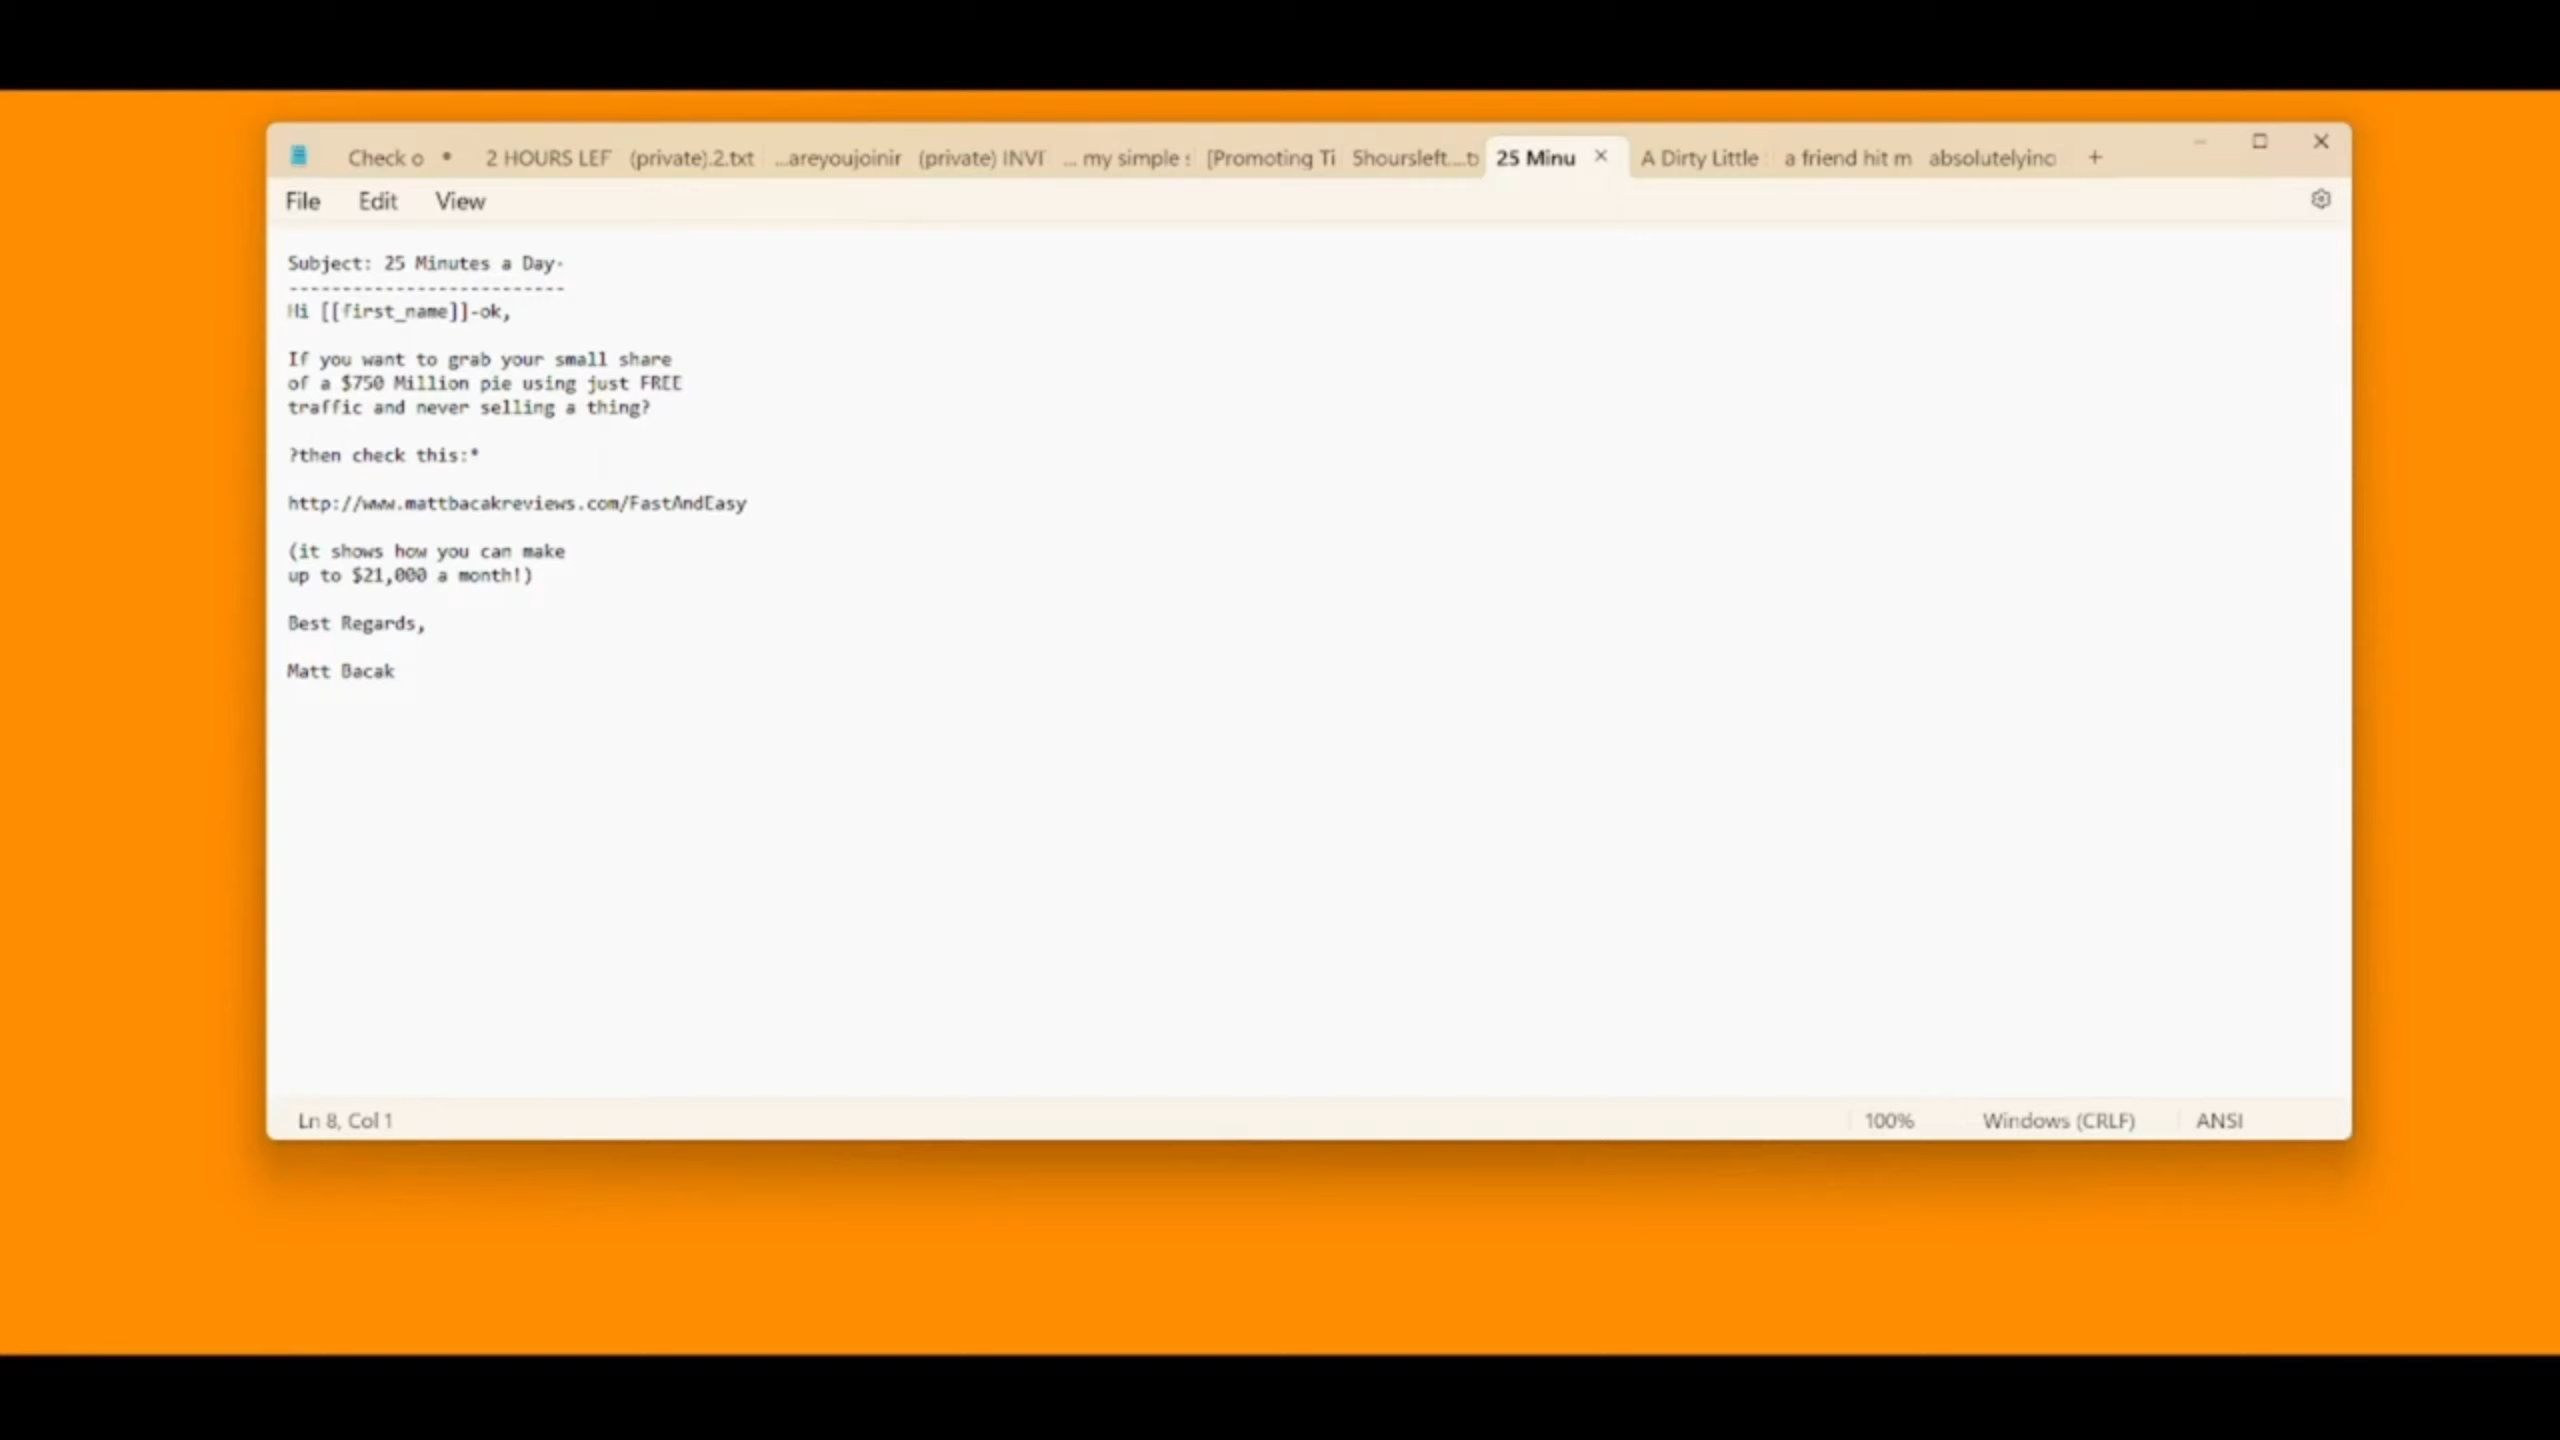 Check o
2 HOURS LEF
(private).2.txt
...areyoujoinir
(private) INVI
... my simple s
[Promoting Ti
5hoursleft....b
25 Minu
A Dirty Little
a friend hit m
absolutelyinc
File Edit View
Subject: 25 Minutes a Day-
--------------------------
Hi [[first_name]]-ok,
If you want to grab your small share
of a $750 Million pie using just FREE
traffic and never selling a thing?
?then check this:*
http://www.mattbacakreviews.com/FastAndEasy
(it shows how you can make
up to $21,000 a month!)
Best Regards,
Matt Bacak
Ln 8, Col 1
100%
Windows (CRLF)
ANSI